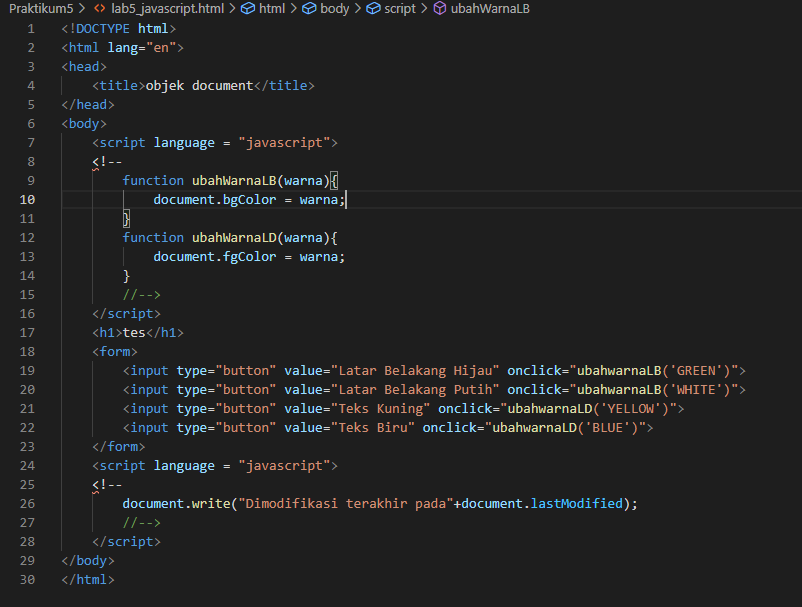 Praktikum5 > <> lab5_javascript.html > html > body > script > ubahWarnaLB
1 <!DOCTYPE html>
2 <html lang="en">
3 <head>
4 <title>objek document</title>
5 </head>
6 <body>
7 <script language = "javascript">
8 <!--
9 function ubahWarnaLB(warna){
10 document.bgColor = warna;
11 }
12 function ubahWarnaLD(warna){
13 document.fgColor = warna;
14 }
15 //-->
16 </script>
17 <h1>tes</h1>
18 <form>
19 <input type="button" value="Latar Belakang Hijau" onclick="ubahwarnaLB('GREEN')">
20 <input type="button" value="Latar Belakang Putih" onclick="ubahwarnaLB('WHITE')">
21 <input type="button" value="Teks Kuning" onclick="ubahwarnaLD('YELLOW')">
22 <input type="button" value="Teks Biru" onclick="ubahwarnaLD('BLUE')">
23 </form>
24 <script language = "javascript">
25 <!--
26 document.write("Dimodifikasi terakhir pada"+document.lastModified);
27 //-->
28 </script>
29 </body>
30 </html>